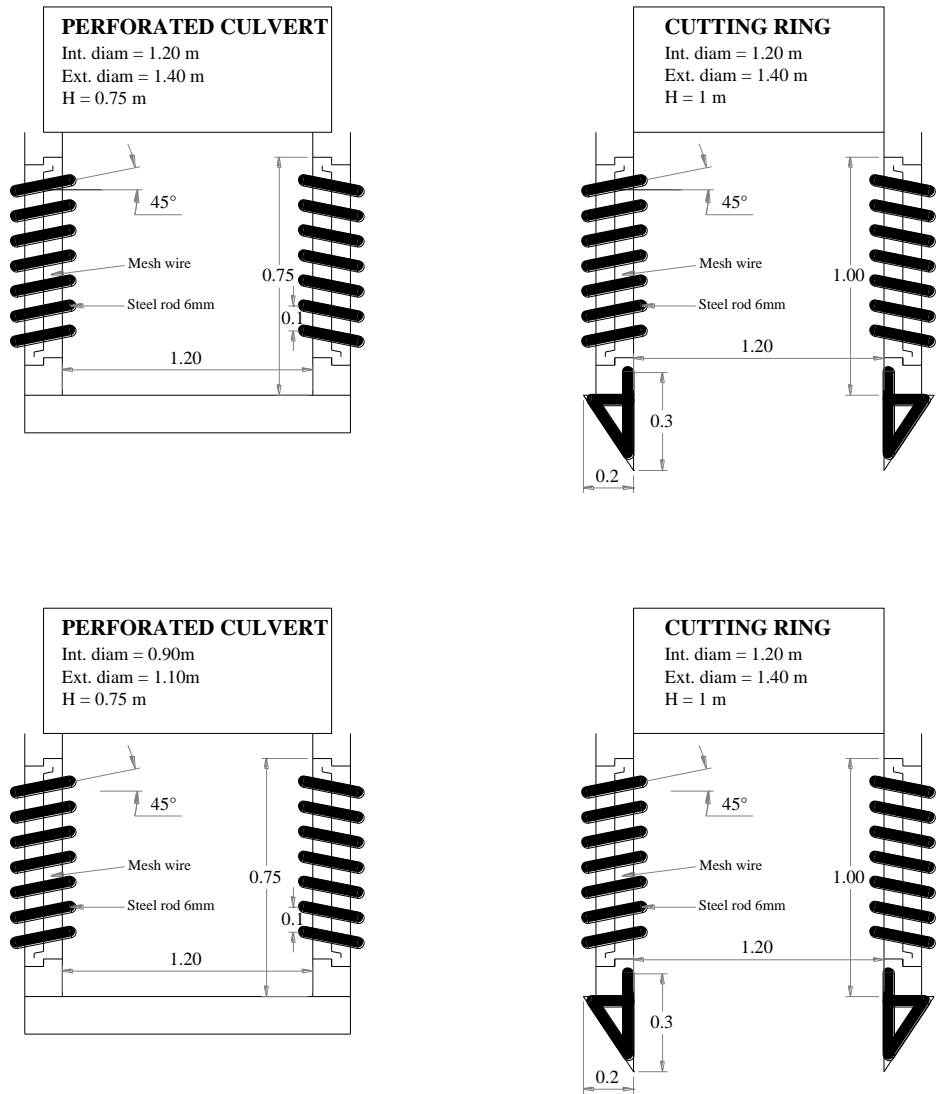 PERFORATED CULVERT
Int. diam = 1.20 m
Ext. diam = 1.40 m
H = 0.75 m
45°
Mesh wire
0.75
Steel rod 6mm
0.1
1.20
CUTTING RING
Int. diam = 1.20 m
Ext. diam = 1.40 m
H = 1 m
45°
Mesh wire
1.00
Steel rod 6mm
1.20
0.3
0.2
PERFORATED CULVERT
Int. diam = 0.90m
Ext. diam = 1.10m
H = 0.75 m
45°
Mesh wire
0.75
Steel rod 6mm
0.1
1.20
CUTTING RING
Int. diam = 1.20 m
Ext. diam = 1.40 m
H = 1 m
45°
Mesh wire
1.00
Steel rod 6mm
1.20
0.3
0.2